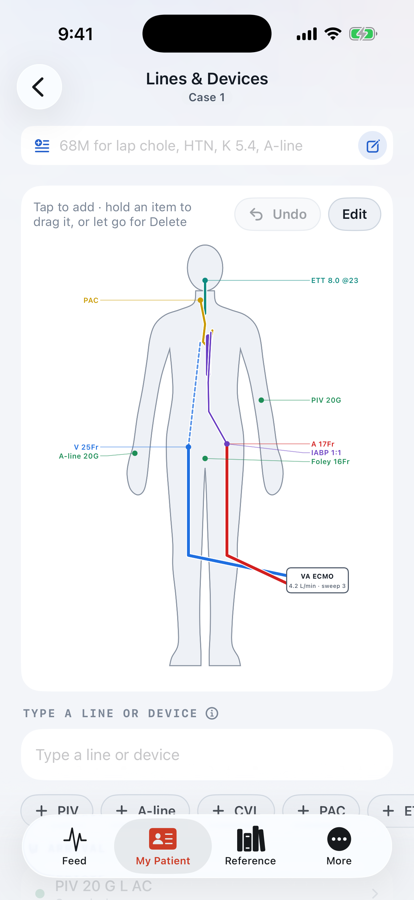 9:41
Lines & Devices
Case 1
68M for lap chole, HTN, K 5.4, A-line
Tap to add · hold an item to
drag it, or let go for Delete
Undo
Edit
ETT 8.0 @23
PAC
PIV 20G
V 25Fr
A-line 20G
A 17Fr
IABP 1:1
Foley 16Fr
VA ECMO
4.2 L/min · sweep 3
TYPE A LINE OR DEVICE
Type a line or device
+ PIV
+ A-line
+ CVL
+ PAC
+ ET
Feed
My Patient
Reference
More
PIV 20 G L AC